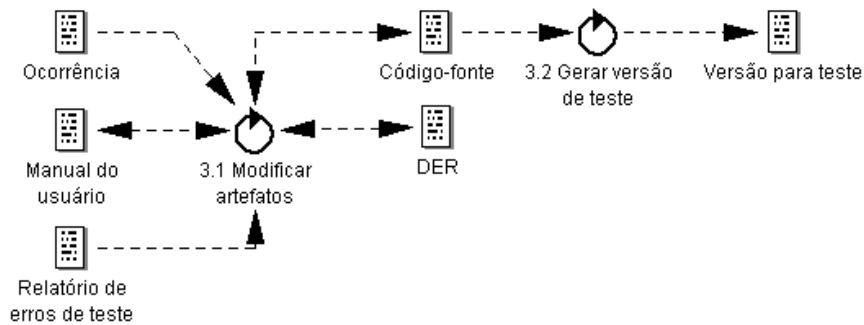 Ocorrência
Código-fonte
3.2 Gerar versão
de teste
Versão para teste
Manual do
usuário
3.1 Modificar
artefatos
DER
Relatório de
erros de teste